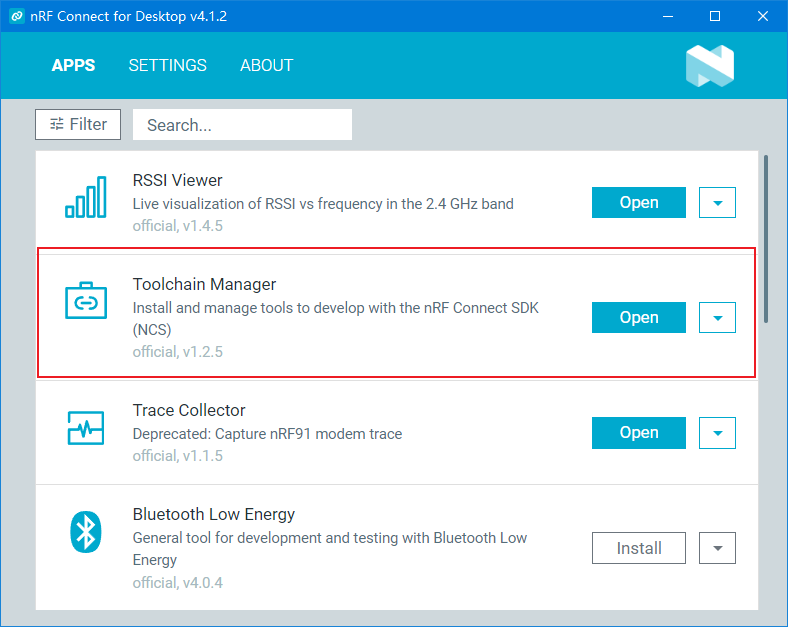 nRF Connect for Desktop v4.1.2
APPS SETTINGS ABOUT
Filter Search...
RSSI Viewer
Live visualization of RSSI vs frequency in the 2.4 GHz band
official, v1.4.5
Open
Toolchain Manager
Install and manage tools to develop with the nRF Connect SDK
(NCS)
official, v1.2.5
Open
Trace Collector
Deprecated: Capture nRF91 modem trace
official, v1.1.5
Open
Bluetooth Low Energy
General tool for development and testing with Bluetooth Low
Energy
official, v4.0.4
Install